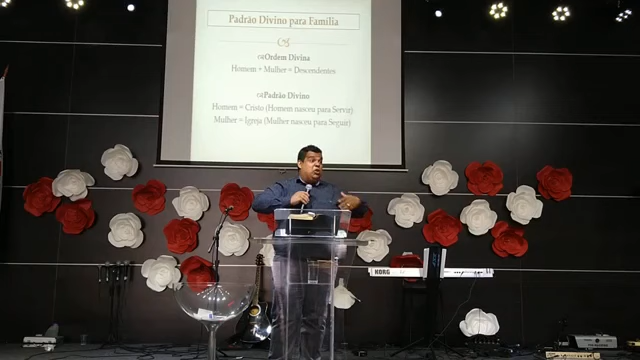 Padrão Divino para Família
Ordem Divina
Homem + Mulher = Descendentes
Padrão Divino
Homem = Cristo (Homem nasceu para Servir)
Mulher = Igreja (Mulher nasceu para Seguir)
KORG